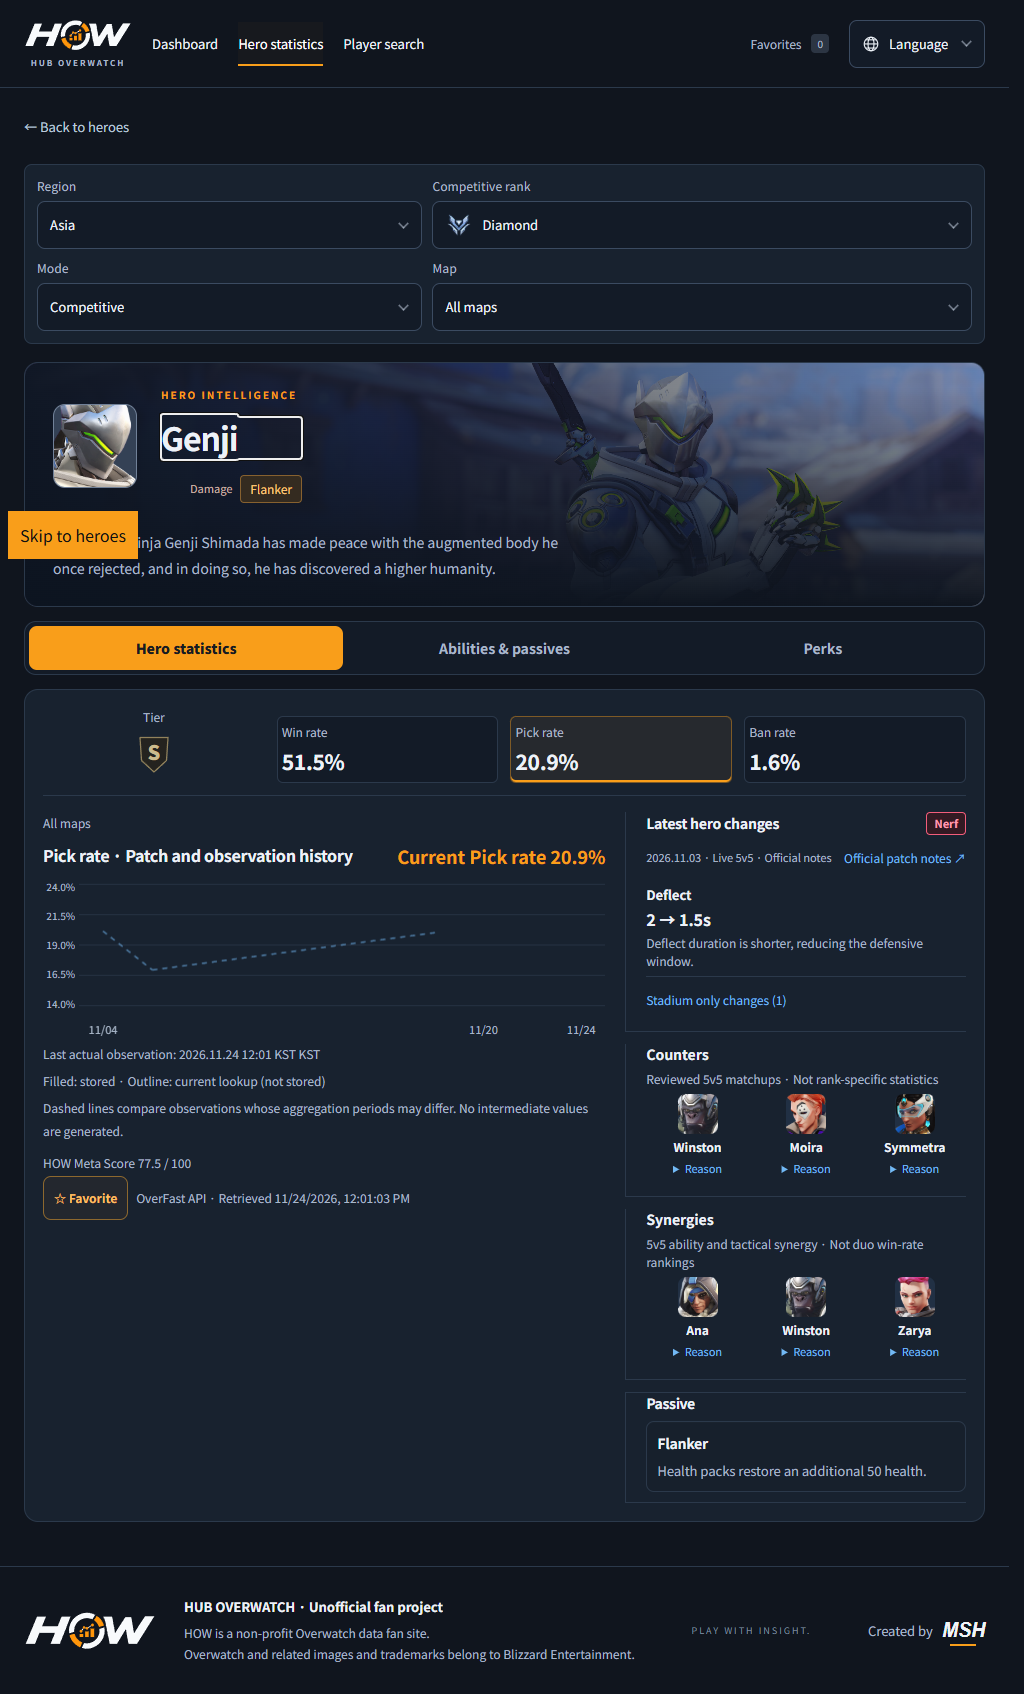 HOW
HUB OVERWATCH
Dashboard
Hero statistics
Player search
Favorites 0
Language
← Back to heroes
Region
Competitive rank
Asia
Diamond
Mode
Map
Competitive
All maps
HERO INTELLIGENCE
Genji
Damage
Flanker
Skip to heroes
inja Genji Shimada has made peace with the augmented body he
once rejected, and in doing so, he has discovered a higher humanity.
Hero statistics
Abilities & passives
Perks
Tier
S
Win rate
51.5%
Pick rate
20.9%
Ban rate
1.6%
All maps
Pick rate · Patch and observation history
Current Pick rate 20.9%
24.0%
21.5%
19.0%
16.5%
14.0%
11/04
11/20
11/24
Last actual observation: 2026.11.24 12:01 KST KST
Filled: stored · Outline: current lookup (not stored)
Dashed lines compare observations whose aggregation periods may differ. No intermediate values
are generated.
HOW Meta Score 77.5 / 100
☆ Favorite
OverFast API · Retrieved 11/24/2026, 12:01:03 PM
Latest hero changes
Nerf
2026.11.03 · Live 5v5 · Official notes
Official patch notes ↗
Deflect
2 → 1.5s
Deflect duration is shorter, reducing the defensive
window.
Stadium only changes (1)
Counters
Reviewed 5v5 matchups · Not rank-specific statistics
Winston
Moira
Symmetra
▶ Reason
▶ Reason
▶ Reason
Synergies
5v5 ability and tactical synergy · Not duo win-rate
rankings
Ana
Winston
Zarya
▶ Reason
▶ Reason
▶ Reason
Passive
Flanker
Health packs restore an additional 50 health.
HOW
HUB OVERWATCH · Unofficial fan project
HOW is a non-profit Overwatch data fan site.
Overwatch and related images and trademarks belong to Blizzard Entertainment.
PLAY WITH INSIGHT.
Created by MSH